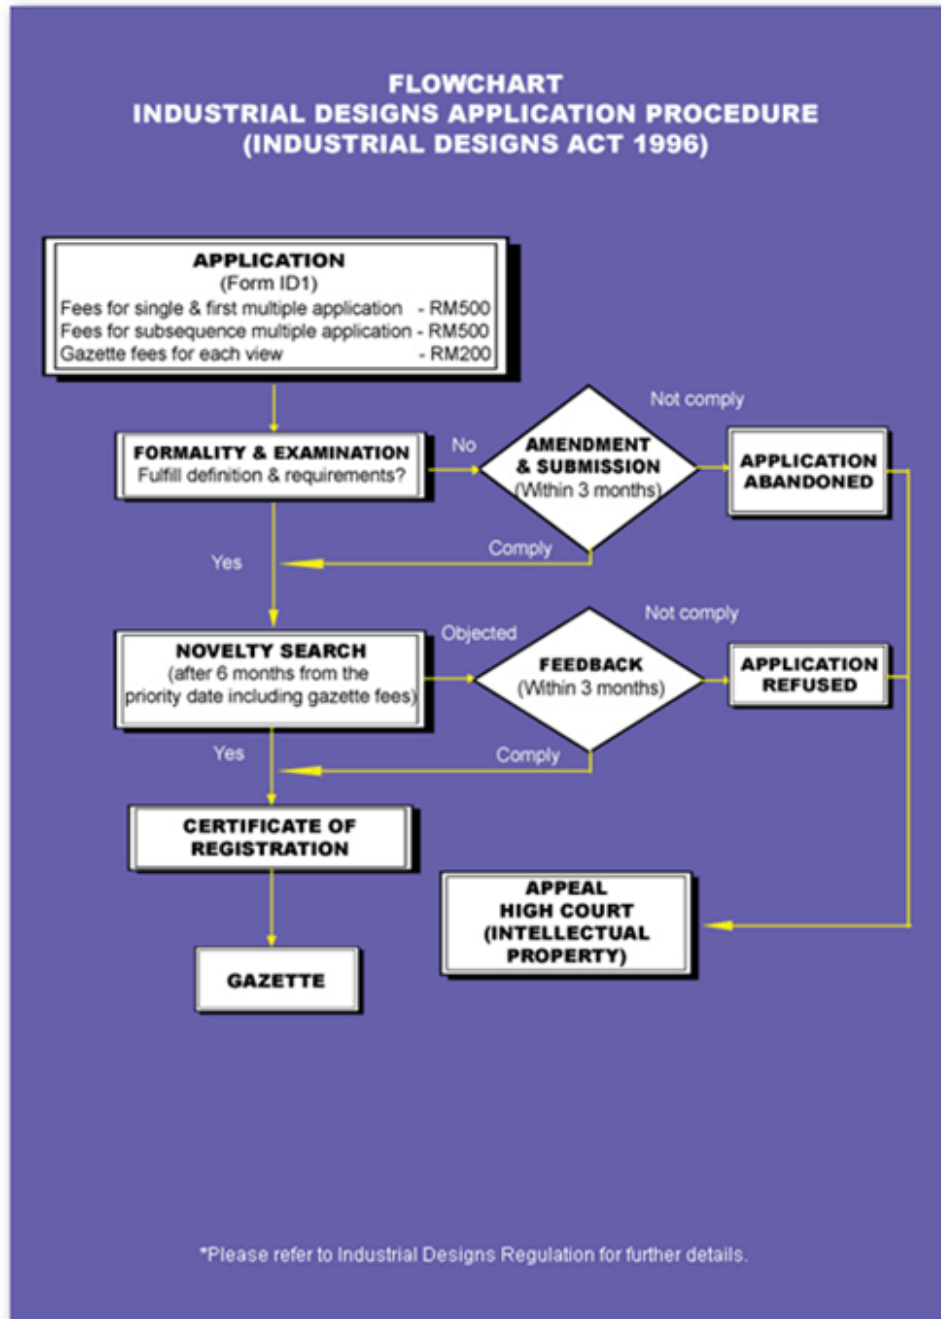 FLOWCHART
INDUSTRIAL DESIGNS APPLICATION PROCEDURE
(INDUSTRIAL DESIGNS ACT 1996)
APPLICATION
(Form ID1)
Fees for single & first multiple application - RM500
Fees for subsequence multiple application - RM500
Gazette fees for each view - RM200
FORMALITY & EXAMINATION
Fulfill definition & requirements?
No
AMENDMENT
& SUBMISSION
(Within 3 months)
Not comply
APPLICATION
ABANDONED
Comply
Yes
NOVELTY SEARCH
(after 6 months from the
priority date including gazette fees)
Objected
FEEDBACK
(Within 3 months)
Not comply
APPLICATION
REFUSED
Comply
Yes
CERTIFICATE OF
REGISTRATION
APPEAL
HIGH COURT
(INTELLECTUAL
PROPERTY)
GAZETTE
*Please refer to Industrial Designs Regulation for further details.